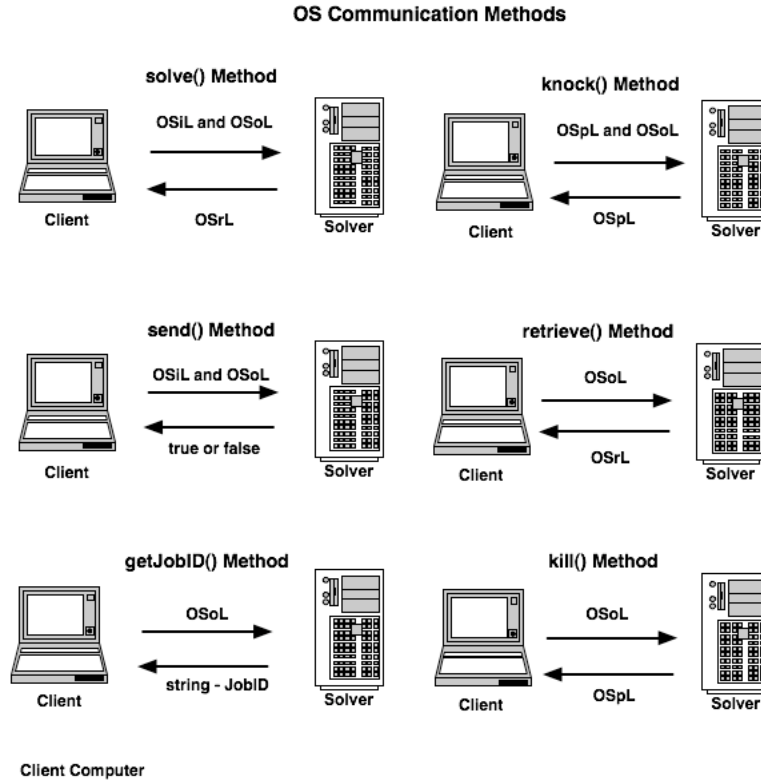 OS Communication Methods
solve() Method
OSiL and OSoL
OSrL
Client
Solver
knock() Method
OSpL and OSoL
OSpL
Client
Solver
send() Method
OSiL and OSoL
true or false
Client
Solver
retrieve() Method
OSoL
OSrL
Client
Solver
getJobID() Method
OSoL
string - JobID
Client
Solver
kill() Method
OSoL
OSpL
Client
Solver
Client Computer